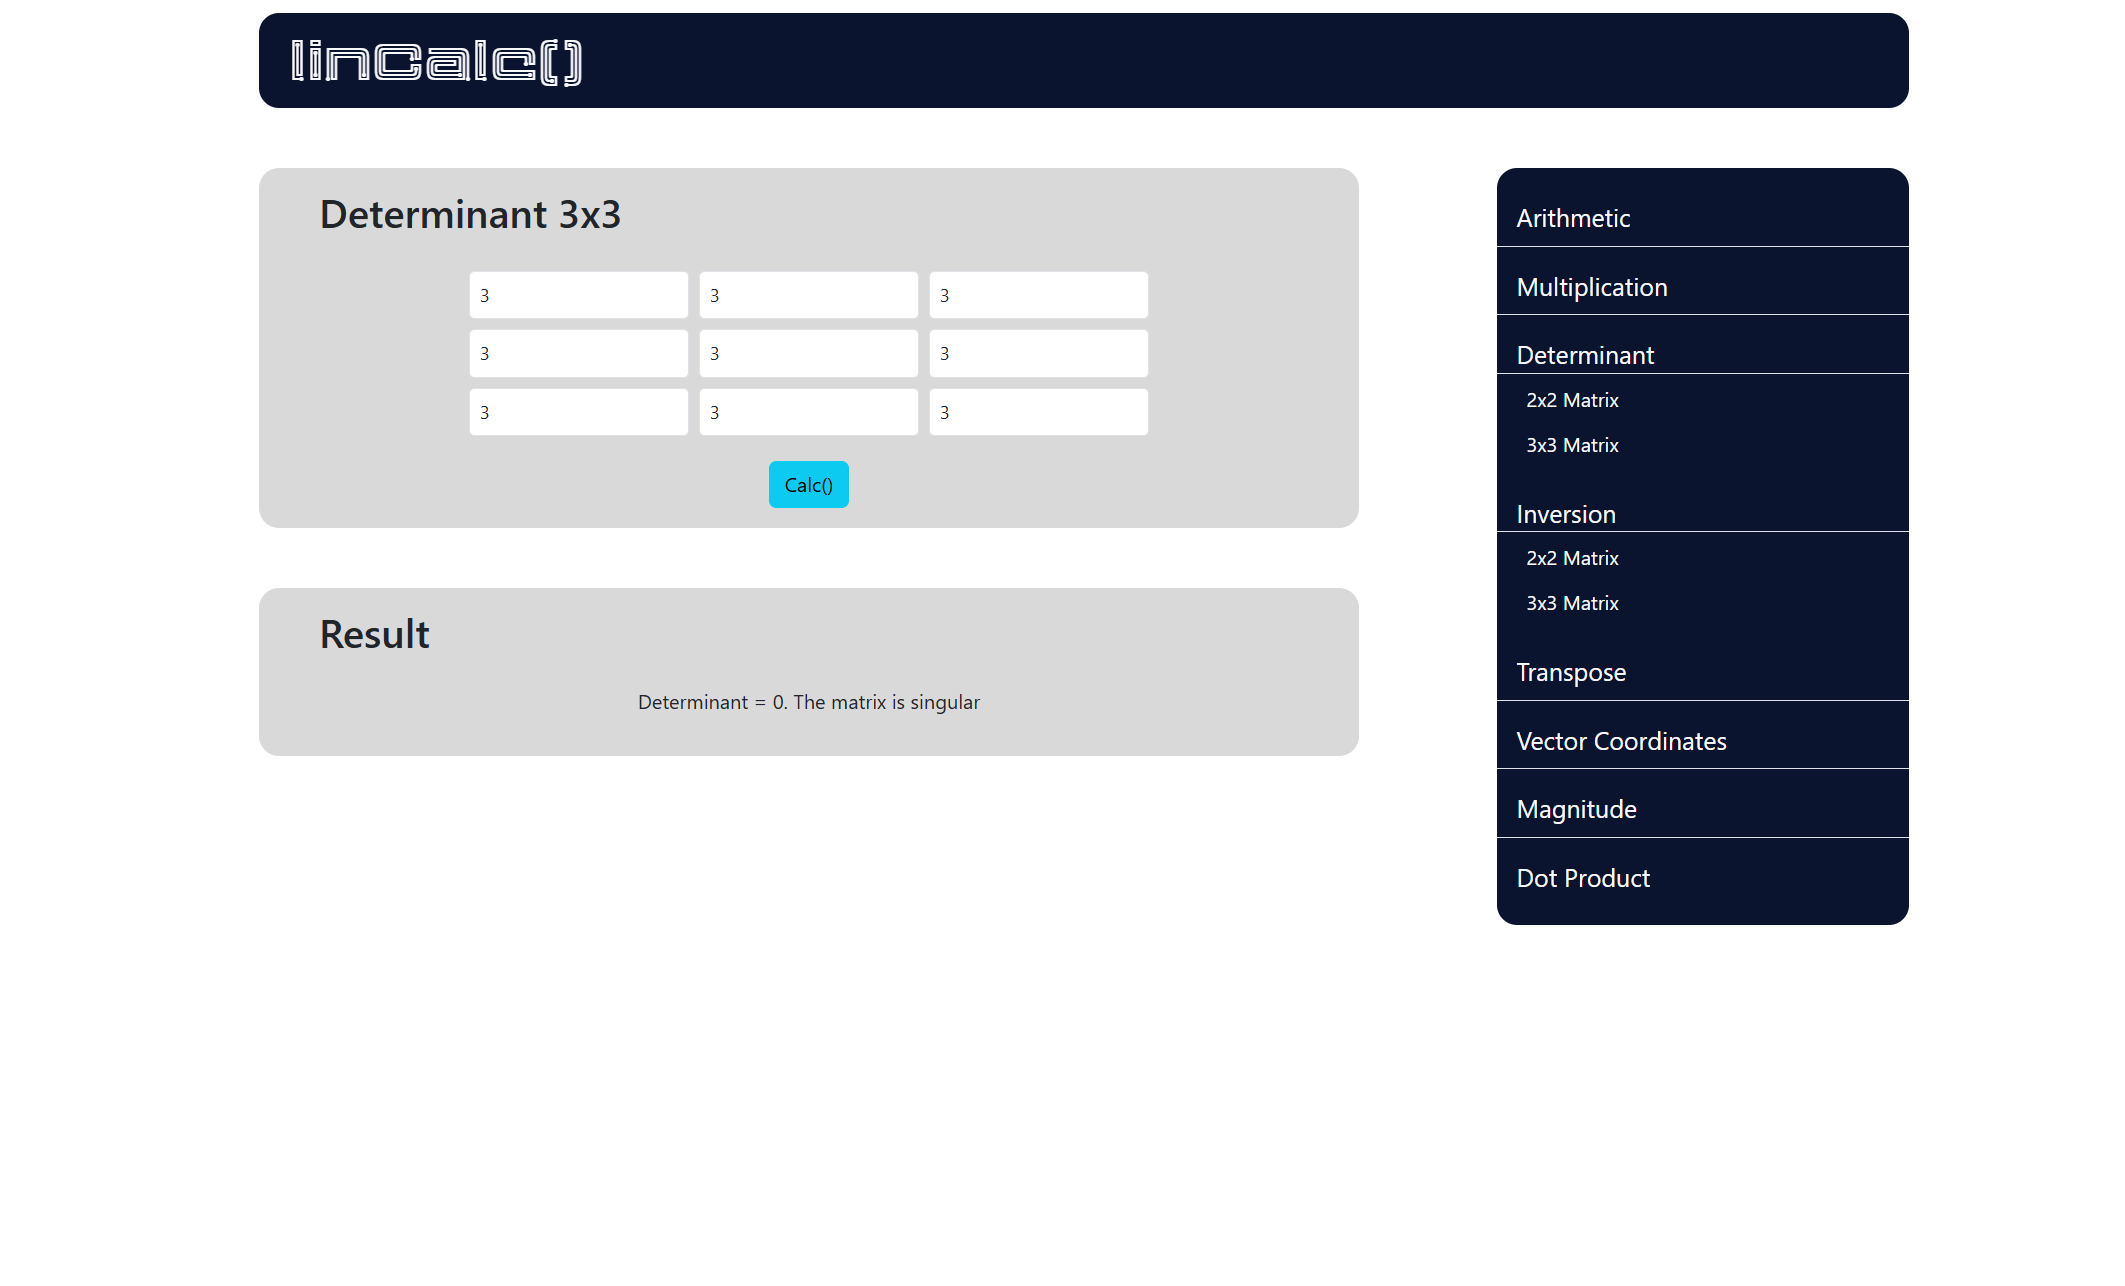 linCalc()
Determinant 3x3
3 3 3
3 3 3
3 3 3
Calc()
Result
Determinant = 0. The matrix is singular
Arithmetic
Multiplication
Determinant
2x2 Matrix
3x3 Matrix
Inversion
2x2 Matrix
3x3 Matrix
Transpose
Vector Coordinates
Magnitude
Dot Product